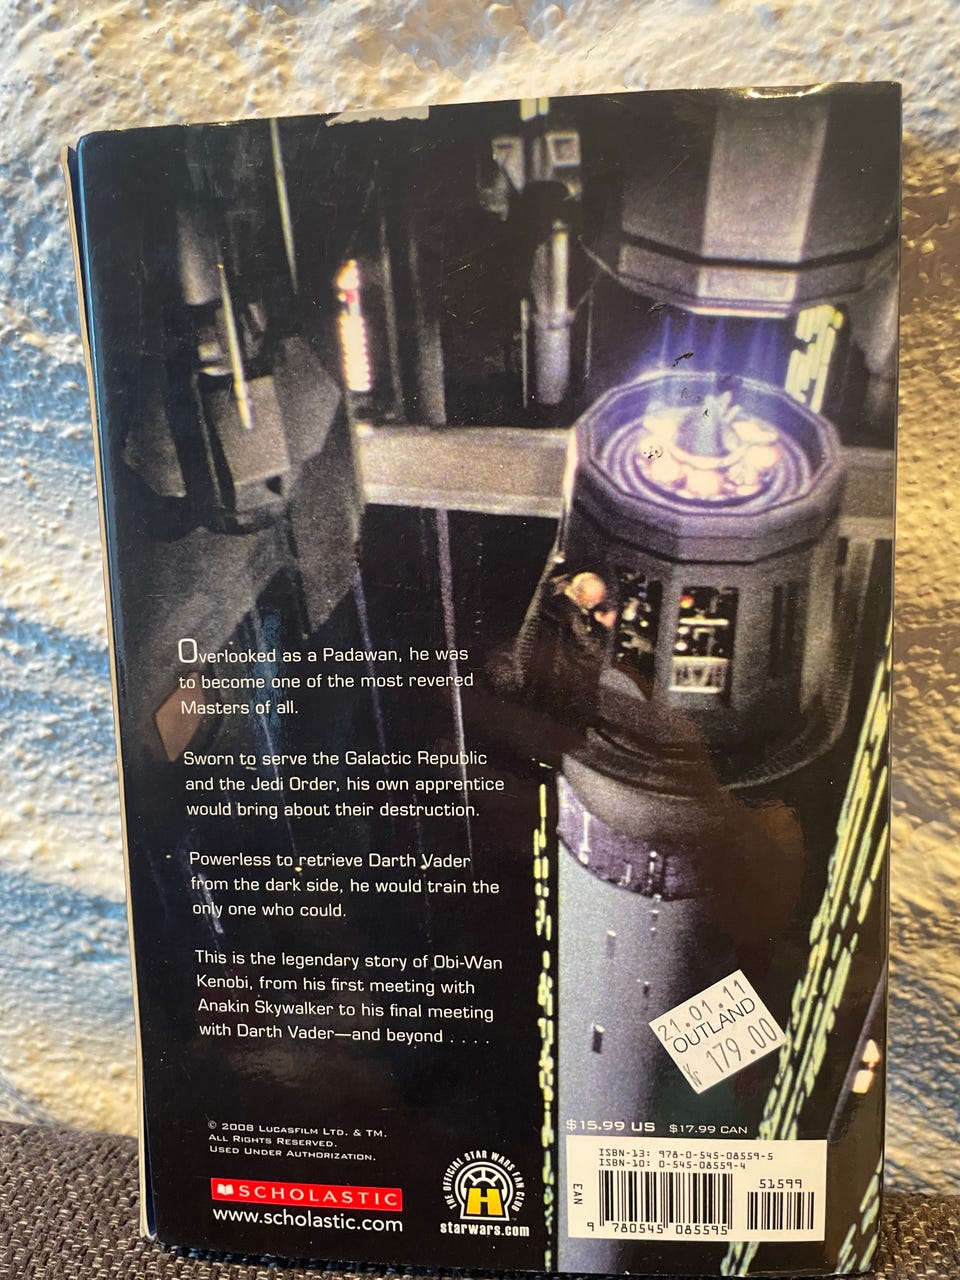 Overlooked as a Padawan, he was
to become one of the most revered
Masters of all.
Sworn to serve the Galactic Republic
and the Jedi Order, his own apprentice
would bring about their destruction.
Powerless to retrieve Darth Vader
from the dark side, he would train the
only one who could.
This is the legendary story of Obi-Wan
Kenobi, from his first meeting with
Anakin Skywalker to his final meeting
with Darth Vader—and beyond . . . .
21.01.11
OUTLAND
Kr 179.00
© 2008 LUCASFILM LTD. & TM.
ALL RIGHTS RESERVED.
USED UNDER AUTHORIZATION.
SCHOLASTIC
www.scholastic.com
THE OFFICIAL STAR WARS FAN CLUB
H
starwars.com
$15.99 US $17.99 CAN
ISBN-13: 978-0-545-08559-5
ISBN-10: 0-545-08559-4
51599
EAN
9 780545 085595